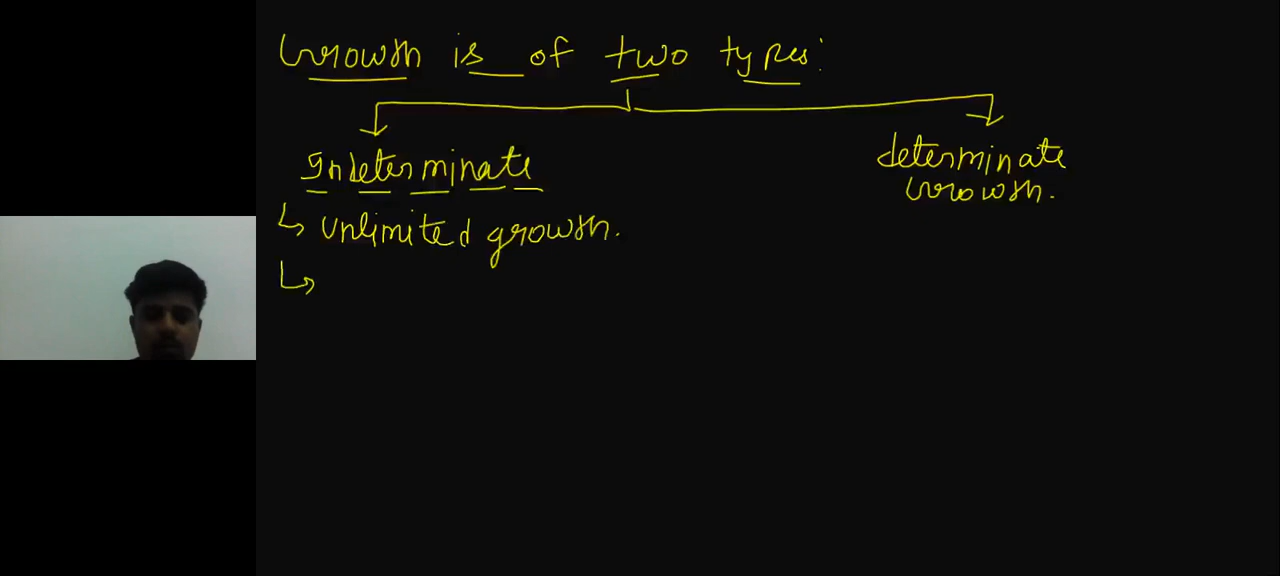 Growth is of two types:
Indeterminate
determinate
Growth.
↳ unlimited growth.
↳